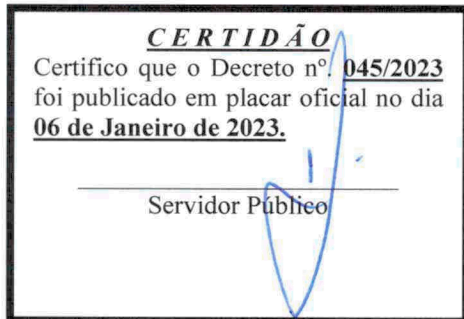 CERTIDÃO
Certifico que o Decreto nº. 045/2023
foi publicado em placar oficial no dia
06 de Janeiro de 2023.
Servidor Público